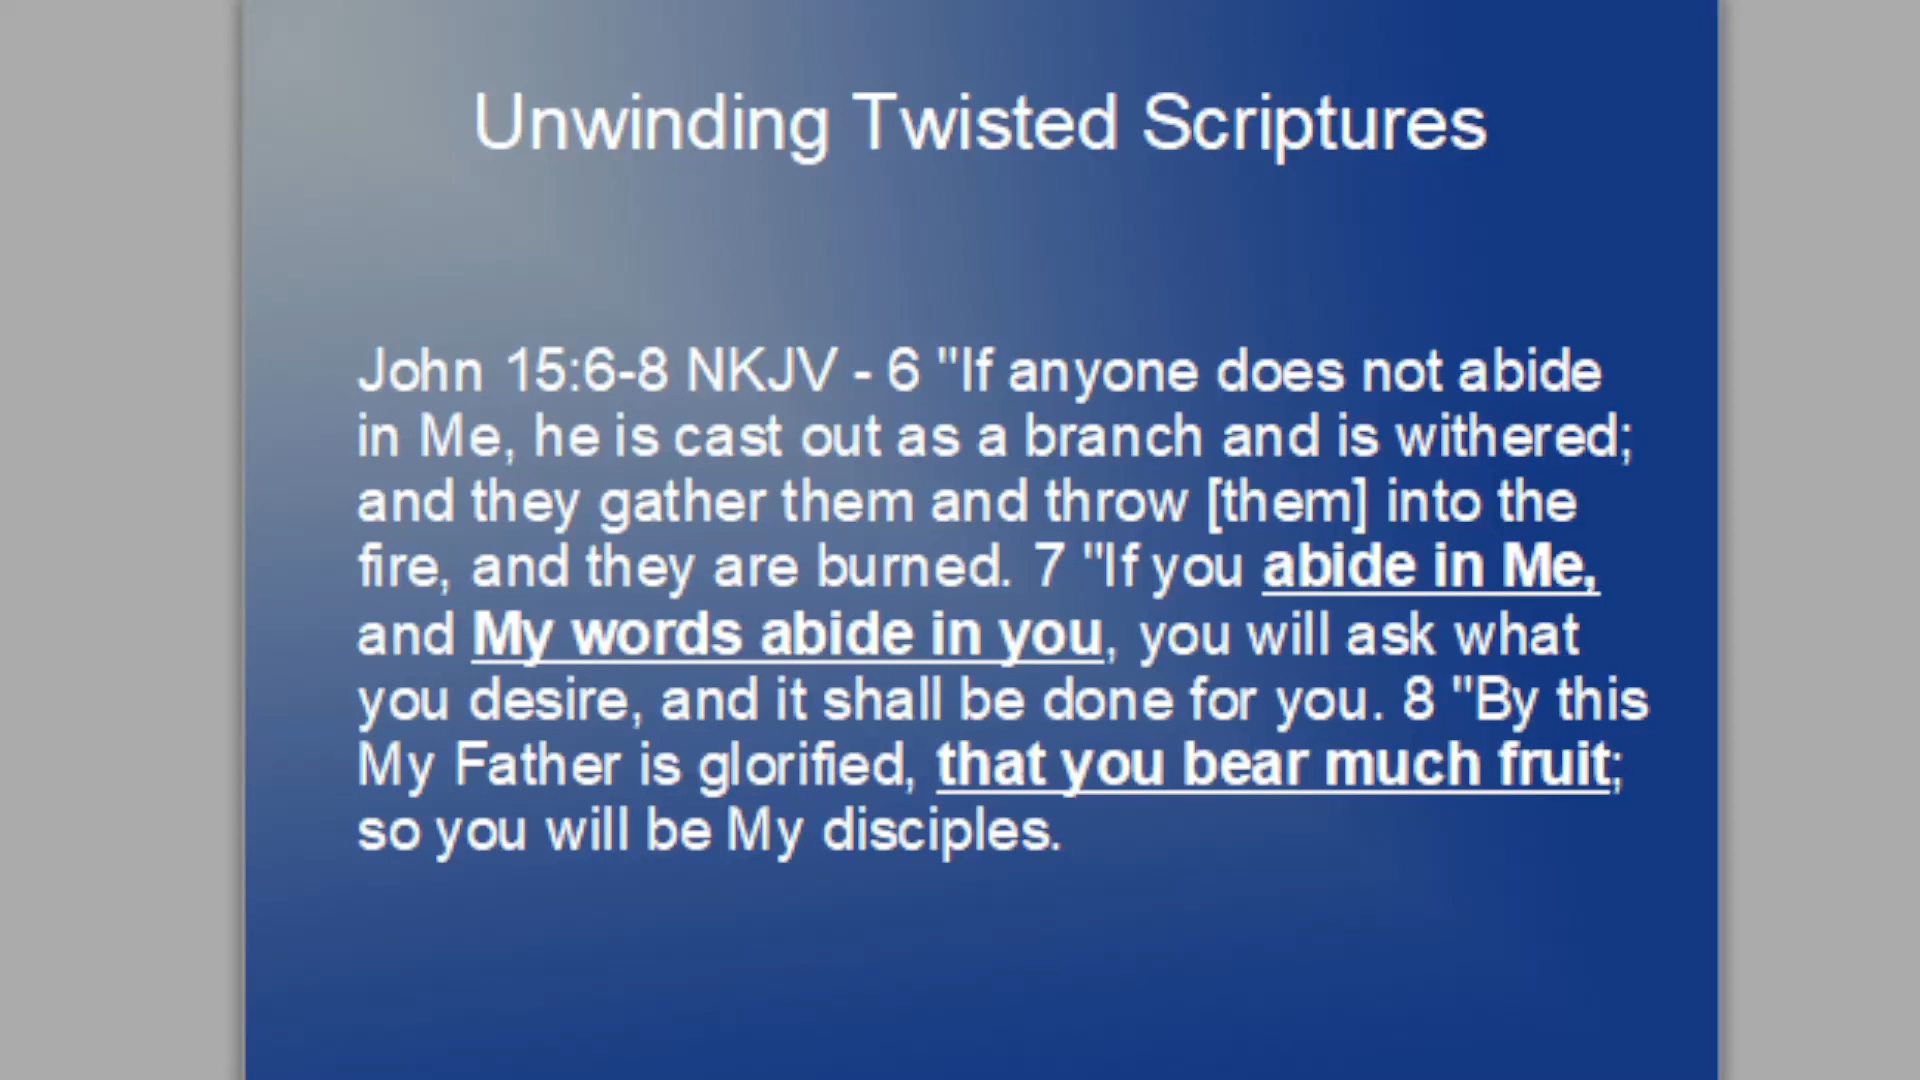 Unwinding Twisted Scriptures
John 15:6-8 NKJV - 6 "If anyone does not abide
in Me, he is cast out as a branch and is withered;
and they gather them and throw [them] into the
fire, and they are burned. 7 "If you abide in Me,
and My words abide in you, you will ask what
you desire, and it shall be done for you. 8 "By this
My Father is glorified, that you bear much fruit;
so you will be My disciples.